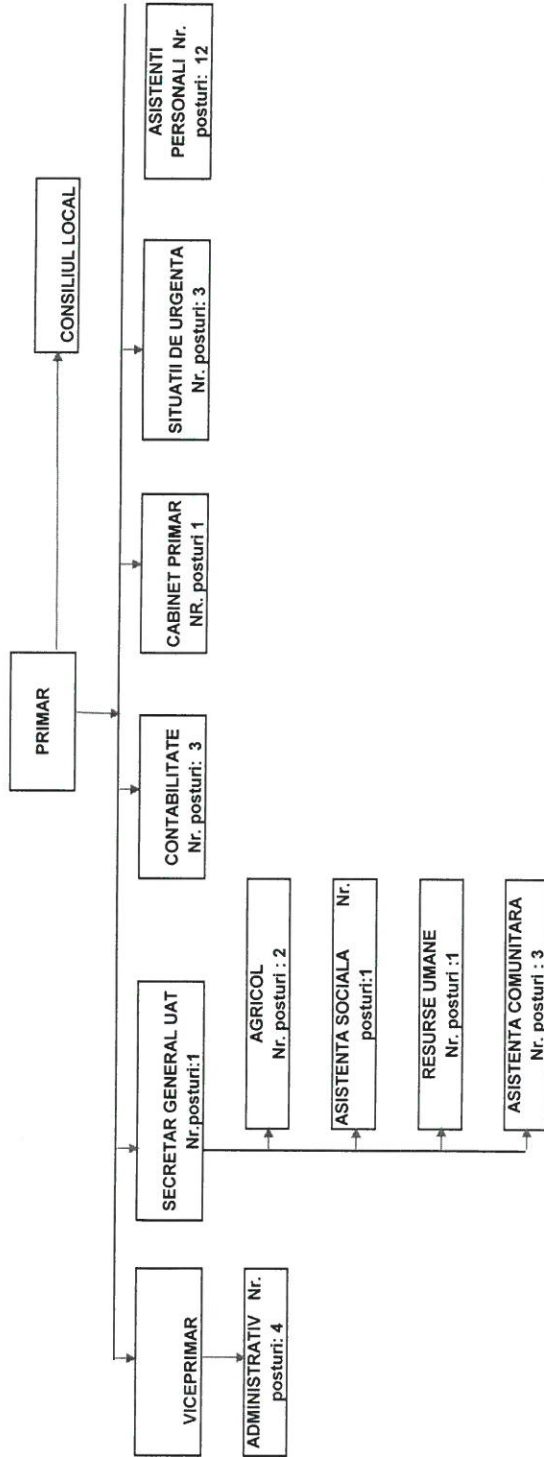 PRIMAR
CONSILIUL LOCAL
VICEPRIMAR
SECRETAR GENERAL UAT
Nr.posturi:1
CONTABILITATE
Nr. posturi: 3
CABINET PRIMAR
NR. posturi 1
SITUATII DE URGENTA
Nr. posturi: 3
ASISTENTI
PERSONALI Nr.
posturi: 12
ADMINISTRATIV Nr.
posturi: 4
AGRICOL
Nr. posturi : 2
ASISTENTA SOCIALA Nr.
posturi:1
RESURSE UMANE
Nr. posturi :1
ASISTENTA COMUNITARA
Nr. posturi : 3